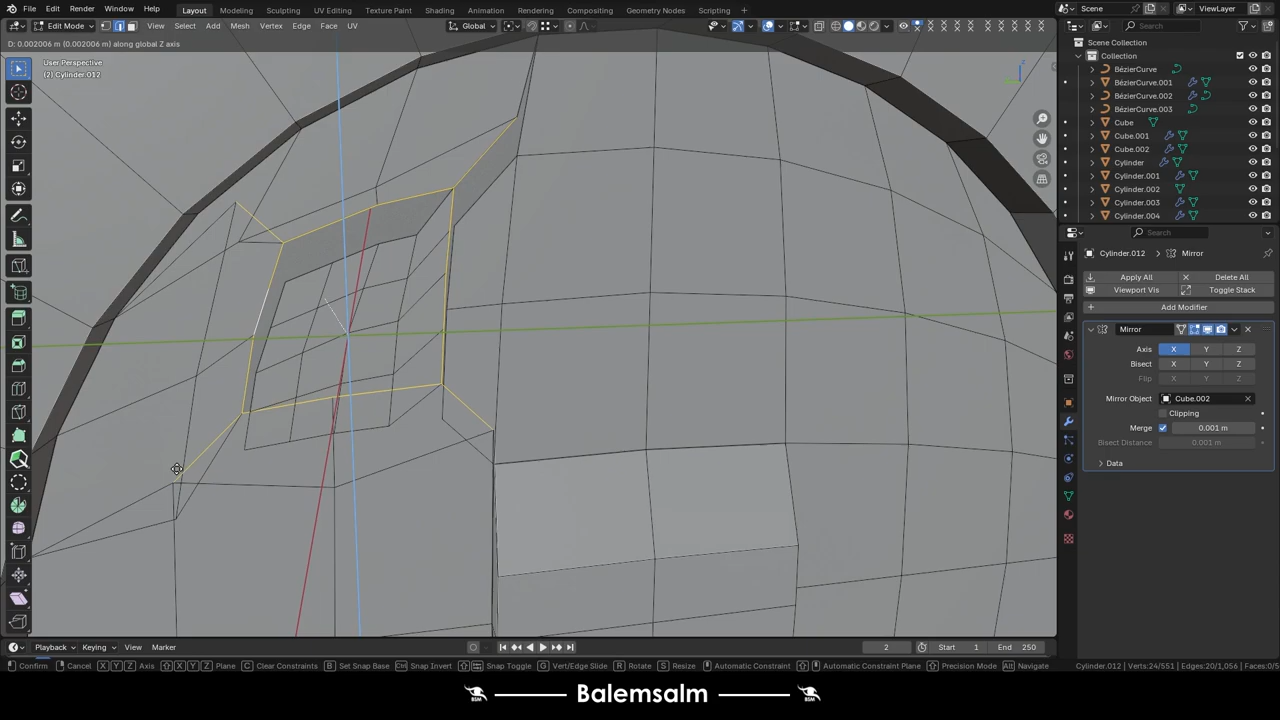 File Edit Render Window Help Layout Modeling Sculpting UV Editing Texture Paint Shading Animation Rendering Compositing Geometry Nodes Scripting + Scene ViewLayer
Edit Mode View Select Add Mesh Vertex Edge Face UV Global X Y Z Options Search
D: 0.002006 m (0.002006 m) along global Z axis
User Perspective
(2) Cylinder.012
Z
Scene Collection
Collection
BézierCurve
BézierCurve.001
BézierCurve.002
BézierCurve.003
Cube
Cube.001
Cube.002
Cylinder
Cylinder.001
Cylinder.002
Cylinder.003
Cylinder.004
Search
Cylinder.012 > Mirror
Apply All Delete All
Viewport Vis Toggle Stack
Add Modifier
Mirror
Axis X Y Z
Bisect X Y Z
Flip X Y Z
Mirror Object Cube.002
Clipping
Merge 0.001 m
Bisect Distance 0.001 m
Data
Playback Keying View Marker 2 Start 1 End 250
Confirm Cancel X Y Z Axis X Y Z Plane C Clear Constraints B Set Snap Base Ctrl Snap Invert Snap Toggle G Vert/Edge Slide R Rotate S Resize Automatic Constraint Automatic Constraint Plane Precision Mode Alt Navigate Cylinder.012 | Verts:24/551 | Edges:20/1,056 | Faces:0/5
BSM Balemsalm BSM